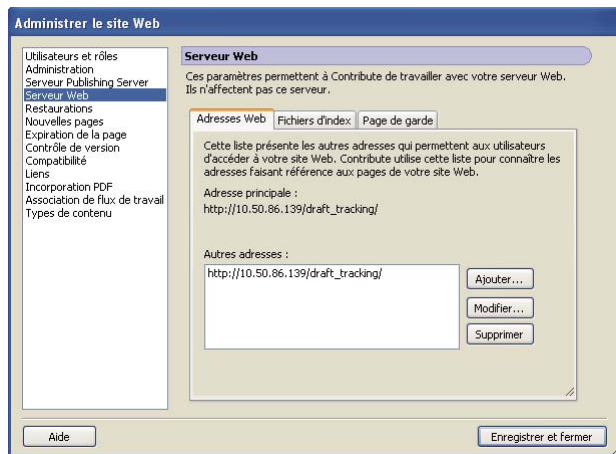 Administrer le site Web
Utilisateurs et rôles
Administration
Serveur Publishing Server
Serveur Web
Restaurations
Nouvelles pages
Expiration de la page
Contrôle de version
Compatibilité
Liens
Incorporation PDF
Association de flux de travail
Types de contenu
Serveur Web
Ces paramètres permettent à Contribute de travailler avec votre serveur Web.
Ils n'affectent pas ce serveur.
Adresses Web Fichiers d'index Page de garde
Cette liste présente les autres adresses qui permettent aux utilisateurs
d'accéder à votre site Web. Contribute utilise cette liste pour connaître les
adresses faisant référence aux pages de votre site Web.
Adresse principale :
http://10.50.86.139/draft_tracking/
Autres adresses :
http://10.50.86.139/draft_tracking/
Ajouter...
Modifier...
Supprimer
Aide
Enregistrer et fermer